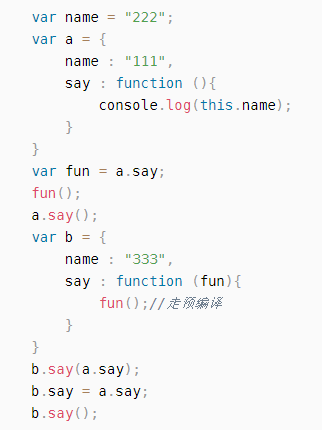 var name = "222";
var a = {
    name : "111",
    say : function (){
        console.log(this.name);
    }
}
var fun = a.say;
fun();
a.say();
var b = {
    name : "333",
    say : function (fun){
        fun();//走预编译
    }
}
b.say(a.say);
b.say = a.say;
b.say();